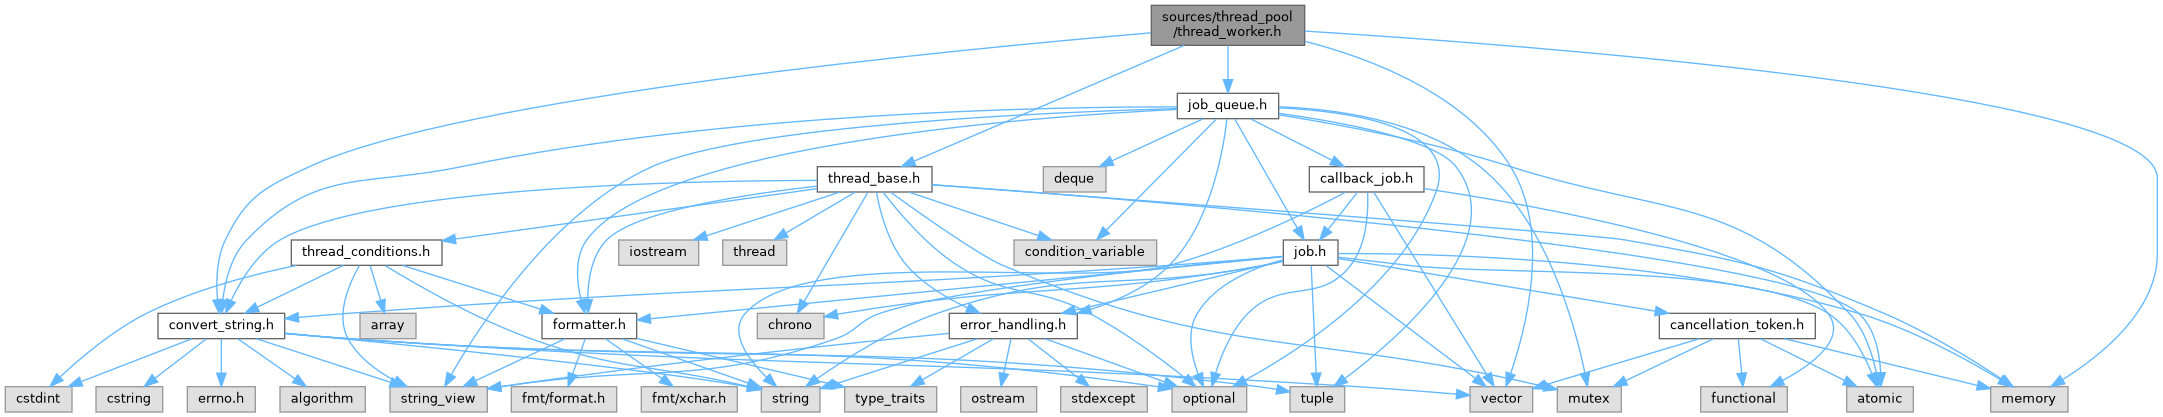 sources/thread_pool
/thread_worker.h
job_queue.h
thread_base.h
deque
callback_job.h
thread_conditions.h
iostream
thread
condition_variable
job.h
convert_string.h
array
formatter.h
chrono
error_handling.h
cancellation_token.h
cstdint
cstring
errno.h
algorithm
string_view
fmt/format.h
fmt/xchar.h
string
type_traits
ostream
stdexcept
optional
tuple
vector
mutex
functional
atomic
memory